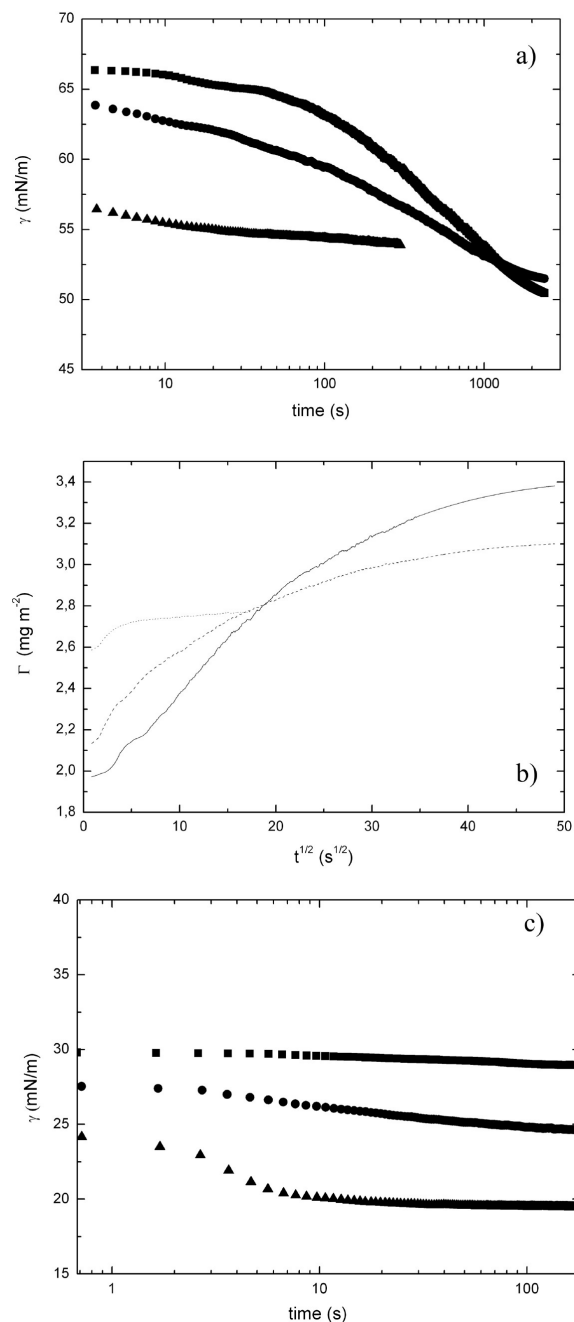 a)
70
65
60
55
50
45
γ (mN/m)
10 100 1000
time (s)
3,4
3,2
3,0
2,8
2,6
2,4
2,2
2,0
1,8
Γ (mg m⁻²)
b)
0 10 20 30 40 50
t^1/2 (s^1/2)
c)
40
35
30
25
20
15
γ (mN/m)
1 10 100
time (s)